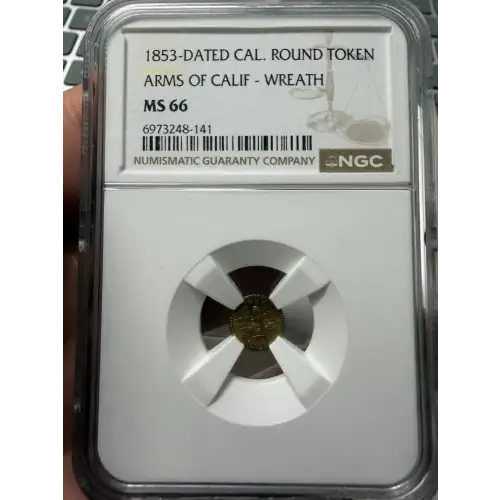 1853-DATED CAL. ROUND TOKEN
ARMS OF CALIF - WREATH
MS 66
6973248-141
NUMISMATIC GUARANTY COMPANY NGC